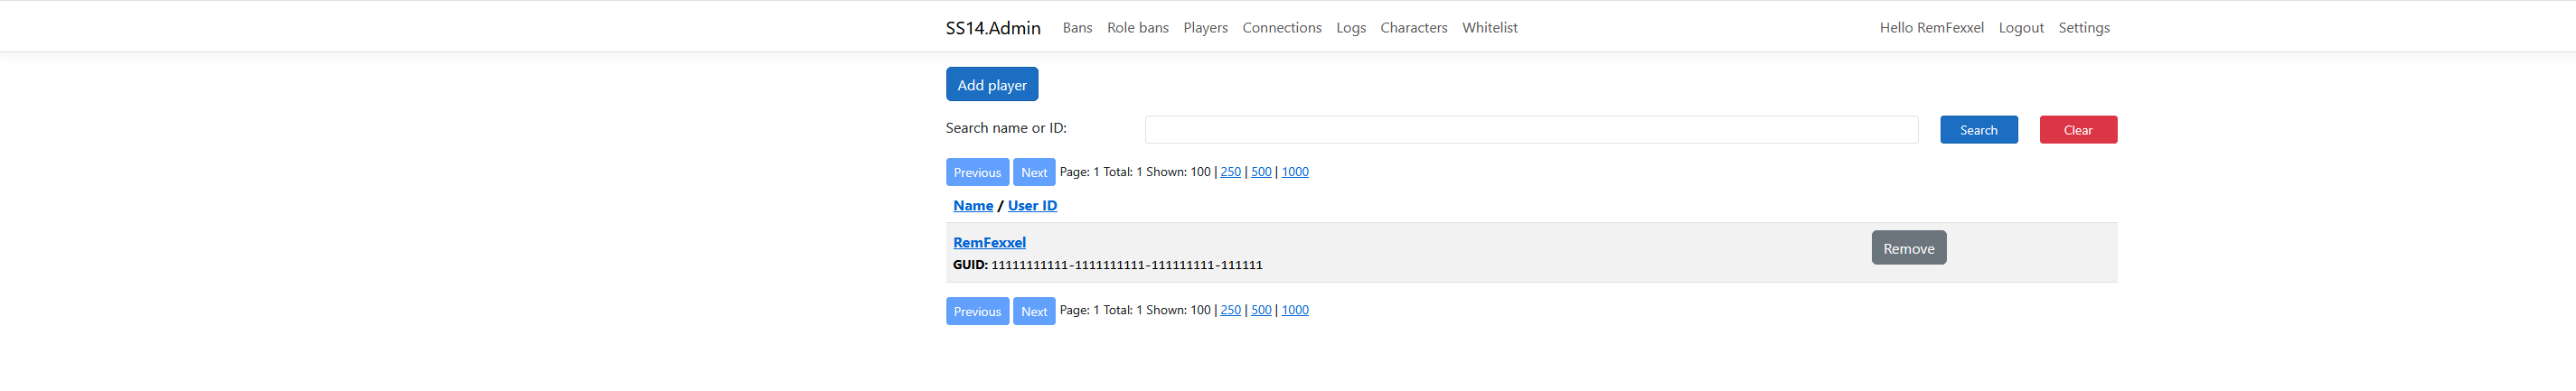 SS14.Admin Bans Role bans Players Connections Logs Characters Whitelist Hello RemFexxel Logout Settings
Add player
Search name or ID: Search Clear
Previous Next Page: 1 Total: 1 Shown: 100 | 250 | 500 | 1000
Name / User ID
RemFexxel Remove
GUID: 11111111111-1111111111-111111111-111111
Previous Next Page: 1 Total: 1 Shown: 100 | 250 | 500 | 1000